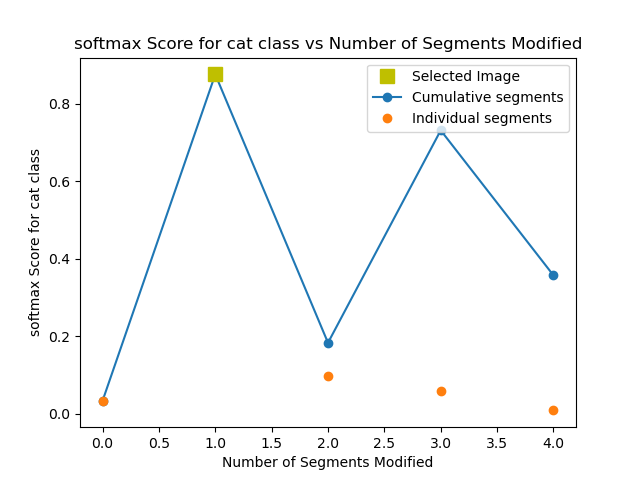 softmax Score for cat class vs Number of Segments Modified
Selected Image
Cumulative segments
Individual segments
softmax Score for cat class
0.8
0.6
0.4
0.2
0.0
0.0 0.5 1.0 1.5 2.0 2.5 3.0 3.5 4.0
Number of Segments Modified